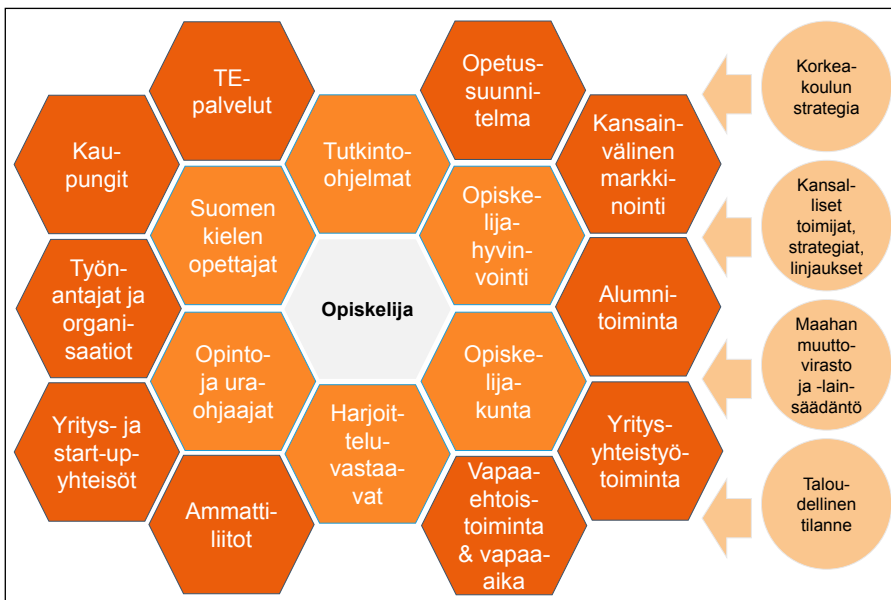 TE-
palvelut
Opetus-
suunni-
telma
Korkea-
koulun
strategia
Kau-
pungit
Tutkinto-
ohjelmat
Kansain-
välinen
markki-
nointi
Suomen
kielen
opettajat
Opiske-
lija-
hyvin-
vointi
Kansal-
liset
toimijat,
strategiat,
linjaukset
Työn-
antajat ja
organi-
saatiot
Opiskelija
Alumni-
toiminta
Opinto-
ja ura-
ohjaajat
Opiske-
lija-
kunta
Maahan
muutto-
virasto
ja -lain-
säädäntö
Yritys- ja
start-up-
yhteisöt
Harjoit-
telu-
vastaa-
vat
Yritys-
yhteistyö-
toiminta
Ammatti-
liitot
Vapaa-
ehtois-
toiminta
& vapaa-
aika
Talou-
dellinen
tilanne